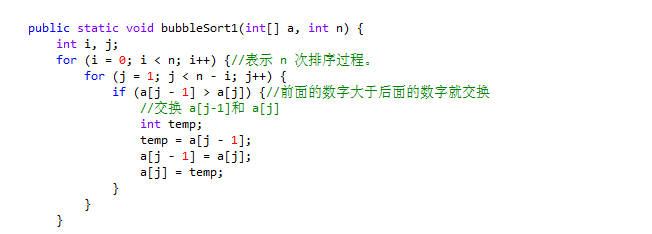 public static void bubbleSort1(int[] a, int n) {
    int i, j;
    for (i = 0; i < n; i++) {//表示 n 次排序过程。
        for (j = 1; j < n - i; j++) {
            if (a[j - 1] > a[j]) {//前面的数字大于后面的数字就交换
                //交换 a[j-1]和 a[j]
                int temp;
                temp = a[j - 1];
                a[j - 1] = a[j];
                a[j] = temp;
            }
        }
    }